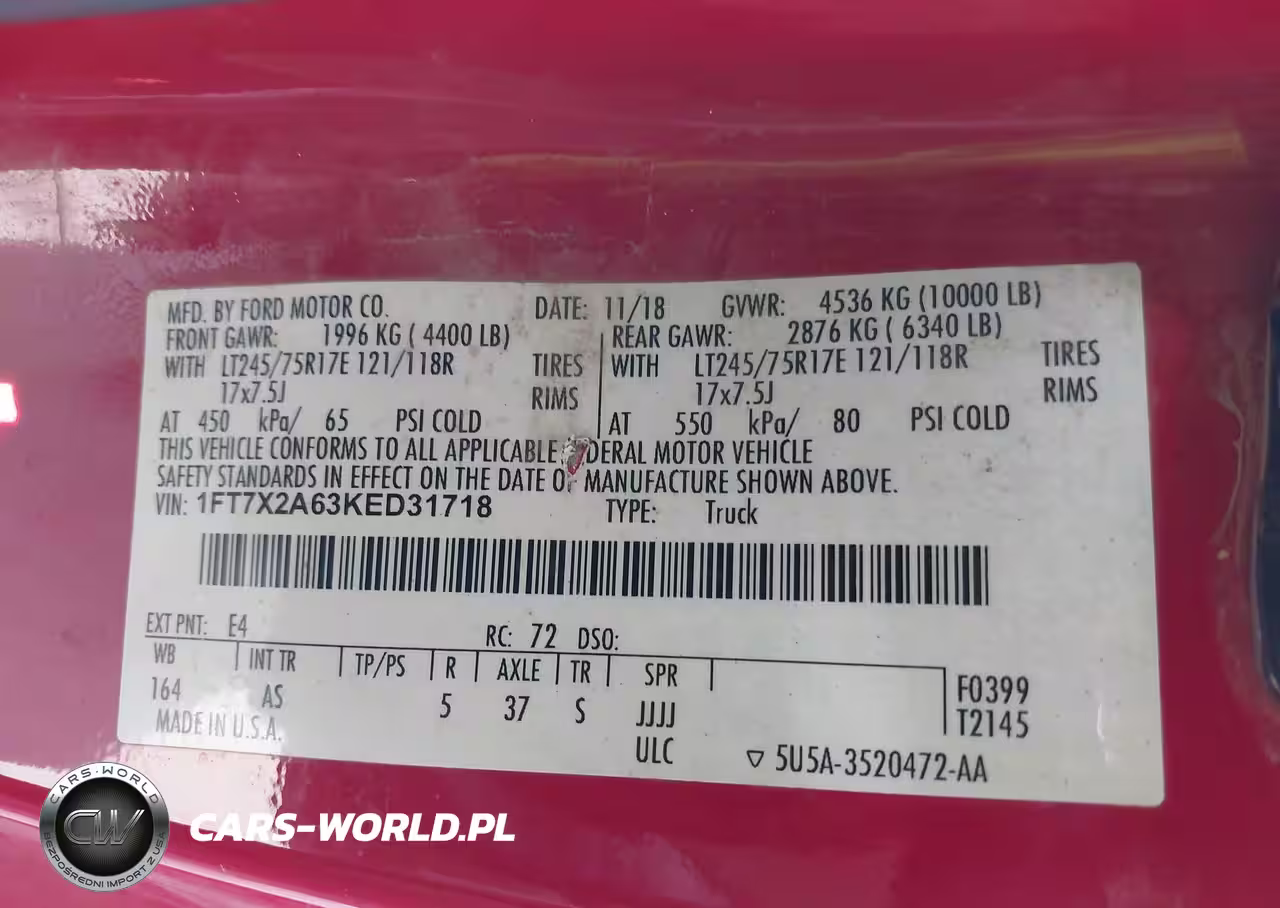 MFD. BY FORD MOTOR CO. DATE: 11/18 GVWR: 4536 KG (10000 LB)
FRONT GAWR: 1996 KG ( 4400 LB) REAR GAWR: 2876 KG ( 6340 LB)
WITH LT245/75R17E 121/118R TIRES WITH LT245/75R17E 121/118R TIRES
17x7.5J RIMS 17x7.5J RIMS
AT 450 kPa/ 65 PSI COLD AT 550 kPa/ 80 PSI COLD
THIS VEHICLE CONFORMS TO ALL APPLICABLE DERAL MOTOR VEHICLE
SAFETY STANDARDS IN EFFECT ON THE DATE OF MANUFACTURE SHOWN ABOVE.
VIN: 1FT7X2A63KED31718 TYPE: Truck
EXT PNT: E4 RC: 72 DSO:
WB INT TR TP/PS R AXLE TR SPR
164 AS 5 37 S JJJJ F0399
MADE IN U.S.A. ULC T2145
5U5A-3520472-AA
CARS-WORLD
CW
BEZPOŚREDNI IMPORT Z USA
CARS-WORLD.PL